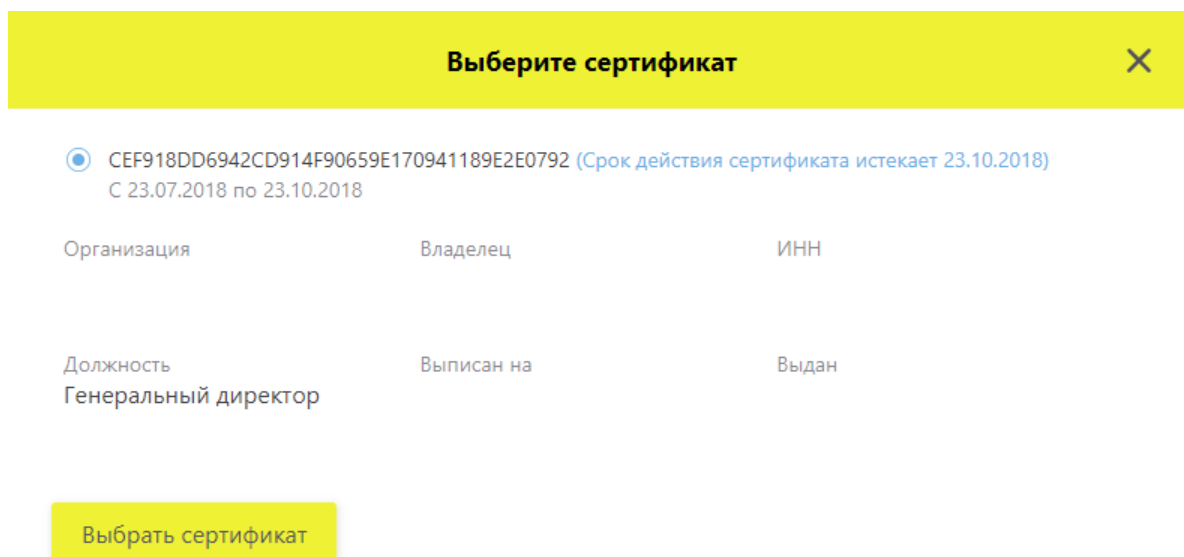 Выберите сертификат
CEF918DD6942CD914F90659E170941189E2E0792 (Срок действия сертификата истекает 23.10.2018)
С 23.07.2018 по 23.10.2018
Организация Владелец ИНН
Должность Выписан на Выдан
Генеральный директор
Выбрать сертификат